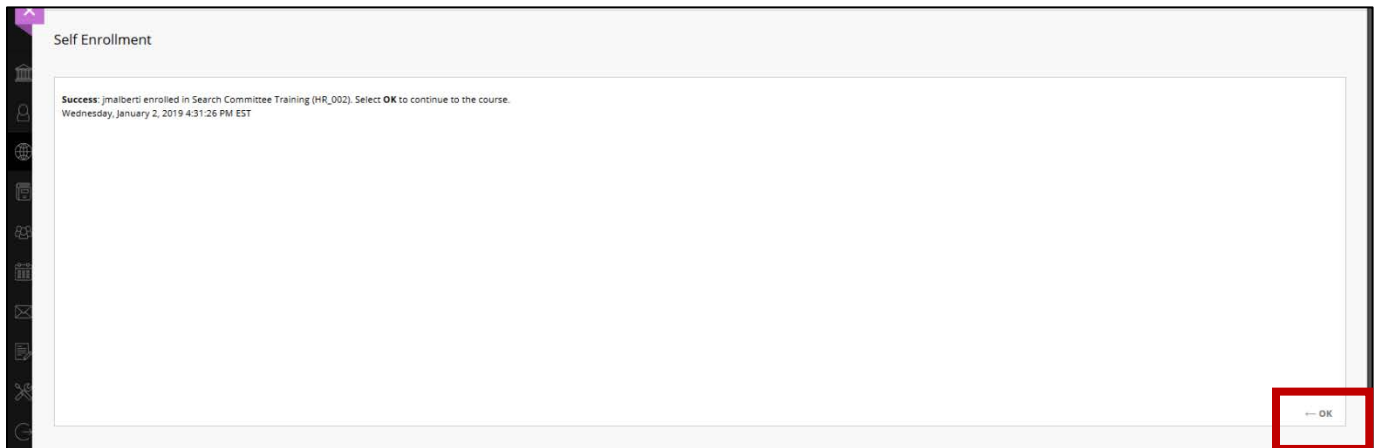 Self Enrollment
Success: jmalberti enrolled in Search Committee Training (HR_002). Select OK to continue to the course.
Wednesday, January 2, 2019 4:31:26 PM EST
← OK